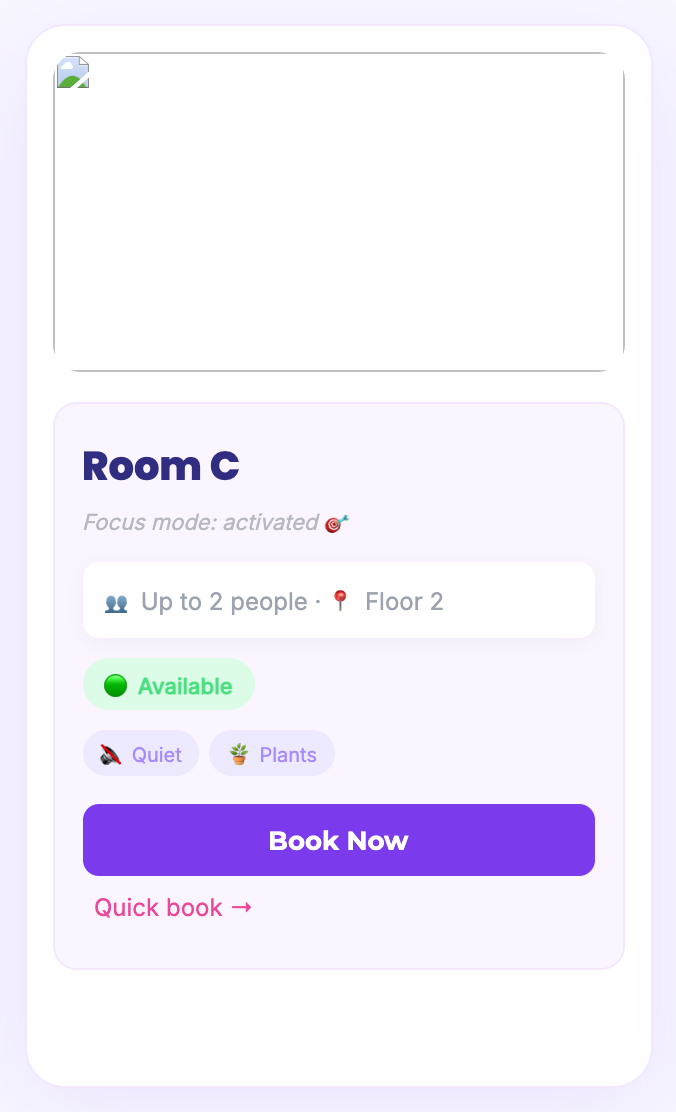 Room C
Focus mode: activated 🎯
👥 Up to 2 people · 📍 Floor 2
🟢 Available
🔇 Quiet 🪴 Plants
Book Now
Quick book →